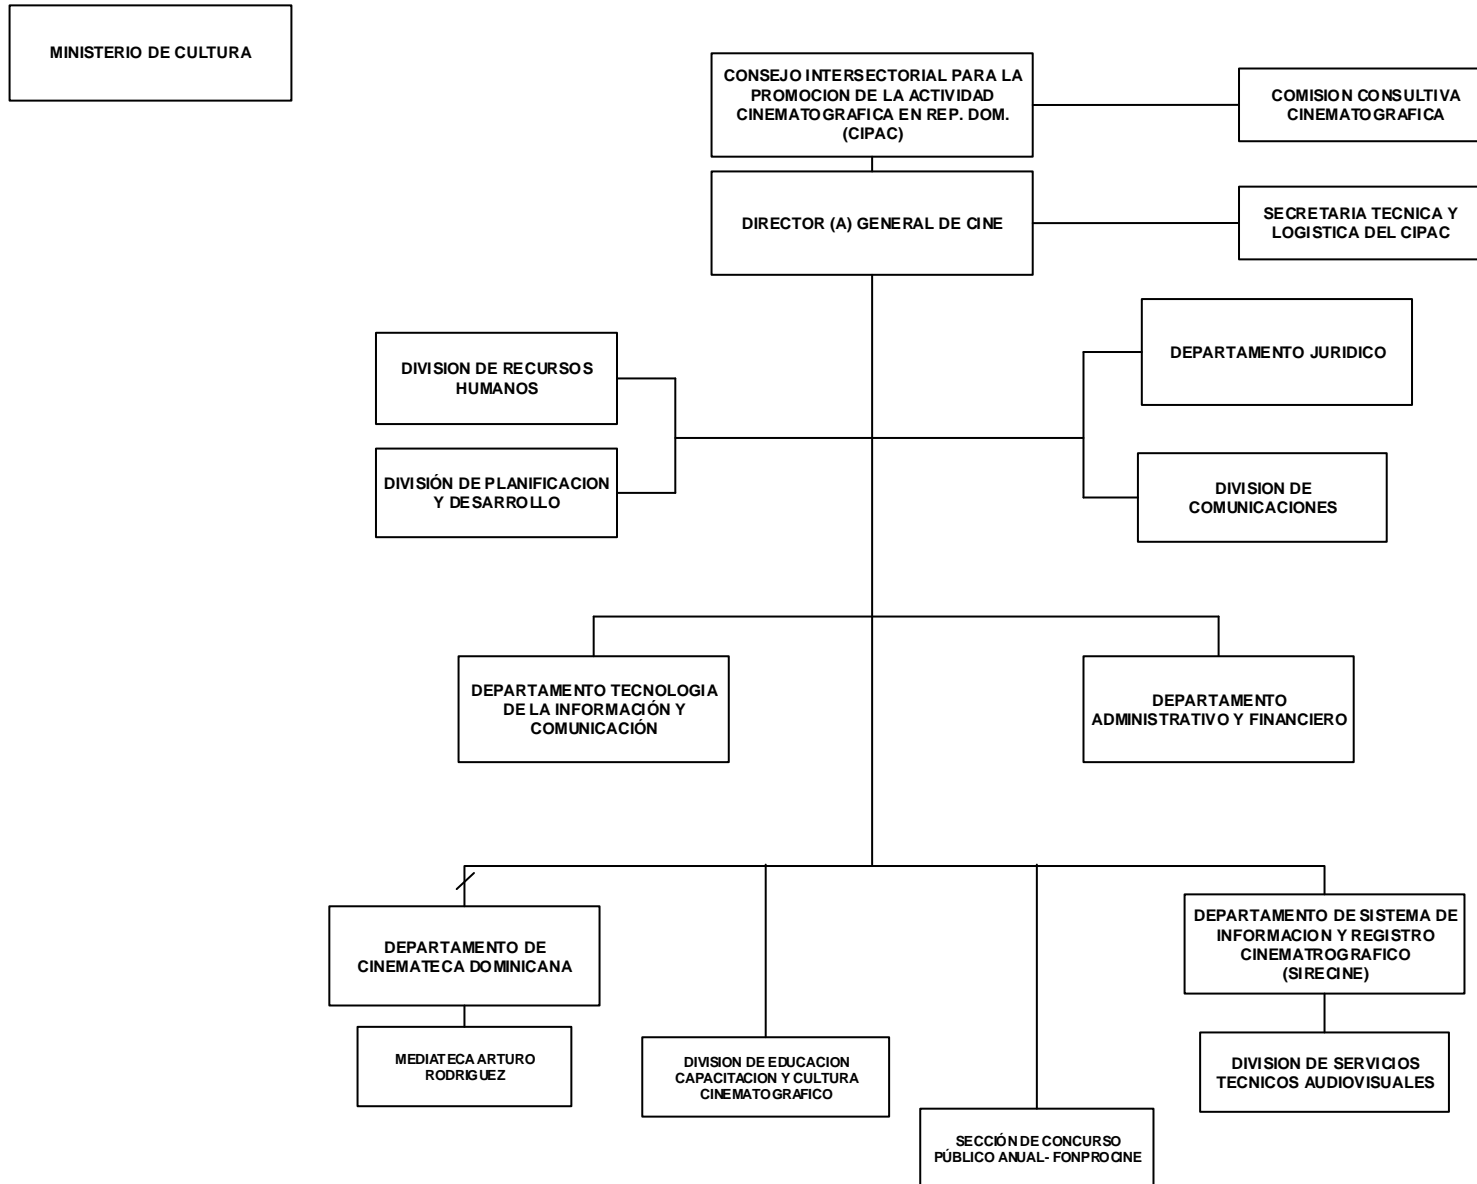 MINISTERIO DE CULTURA
CONSEJO INTERSECTORIAL PARA LA
PROMOCION DE LA ACTIVIDAD
CINEMATOGRAFICA EN REP. DOM.
(CIPAC)
COMISION CONSULTIVA
CINEMATOGRAFICA
DIRECTOR (A) GENERAL DE CINE
SECRETARIA TECNICA Y
LOGISTICA DEL CIPAC
DIVISION DE RECURSOS
HUMANOS
DEPARTAMENTO JURIDICO
DIVISIÓN DE PLANIFICACION
Y DESARROLLO
DIVISION DE
COMUNICACIONES
DEPARTAMENTO TECNOLOGIA
DE LA INFORMACIÓN Y
COMUNICACIÓN
DEPARTAMENTO
ADMINISTRATIVO Y FINANCIERO
DEPARTAMENTO DE
CINEMATECA DOMINICANA
DEPARTAMENTO DE SISTEMA DE
INFORMACION Y REGISTRO
CINEMATROGRAFICO
(SIRECINE)
MEDIATECA ARTURO
RODRIGUEZ
DIVISION DE EDUCACION
CAPACITACION Y CULTURA
CINEMATOGRAFICO
DIVISION DE SERVICIOS
TECNICOS AUDIOVISUALES
SECCIÓN DE CONCURSO
PÚBLICO ANUAL- FONPROCINE